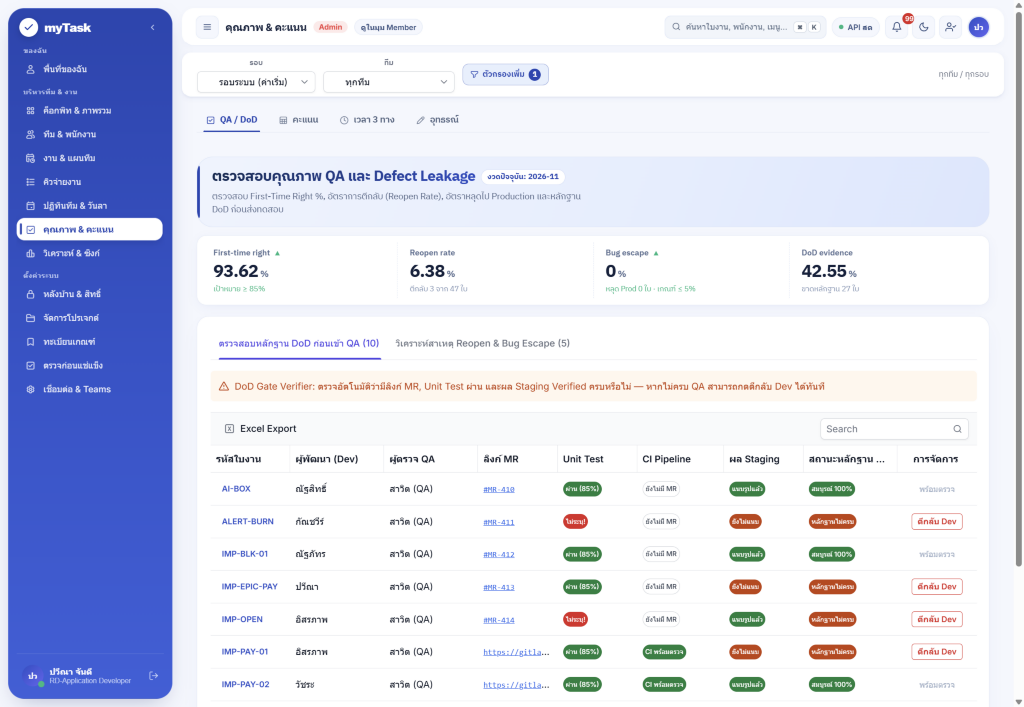 myTask
ของฉัน
พื้นที่ของฉัน
บริหารทีม & งาน
ค็อกพิท & ภาพรวม
ทีม & พนักงาน
งาน & แผนทีม
คิวจ่ายงาน
ปฏิทินทีม & วันลา
คุณภาพ & คะแนน
วิเคราะห์ & ซิงก์
ตั้งค่าระบบ
หลังบ้าน & สิทธิ์
จัดการโปรเจกต์
ทะเบียนเกณฑ์
ตรวจก่อนแช่แข็ง
เชื่อมต่อ & Teams
ปว
ปวีณา จันดี
RD-Application Developer
คุณภาพ & คะแนน Admin ดูในมุม Member
ค้นหาใบงาน, พนักงาน, เมนู... ⌘ K
API สด
99
ปว
รอบ
รอบระบบ (ค่าเริ่ม)
ทีม
ทุกทีม
ตัวกรองเพิ่ม 1
ทุกทีม / ทุกรอบ
QA / DoD คะแนน เวลา 3 ทาง อุทธรณ์
ตรวจสอบคุณภาพ QA และ Defect Leakage งวดปัจจุบัน: 2026-11
ตรวจสอบ First-Time Right %, อัตราการตีกลับ (Reopen Rate), อัตราหลุดไป Production และหลักฐาน
DoD ก่อนส่งทดสอบ
First-time right ▲
93.62 %
เป้าหมาย ≥ 85%
Reopen rate
6.38 %
ตีกลับ 3 จาก 47 ใบ
Bug escape ▲
0 %
หลุด Prod 0 ใบ · เกณฑ์ ≤ 5%
DoD evidence
42.55 %
ขาดหลักฐาน 27 ใบ
ตรวจสอบหลักฐาน DoD ก่อนเข้า QA (10) วิเคราะห์สาเหตุ Reopen & Bug Escape (5)
DoD Gate Verifier: ตรวจอัตโนมัติว่ามีลิงก์ MR, Unit Test ผ่าน และผล Staging Verified ครบหรือไม่ — หากไม่ครบ QA สามารถกดตีกลับ Dev ได้ทันที
Excel Export Search
รหัสใบงาน ผู้พัฒนา (Dev) ผู้ตรวจ QA ลิงก์ MR Unit Test CI Pipeline ผล Staging สถานะหลักฐาน ... การจัดการ
AI-BOX ณัฐสิทธิ์ สาวิต (QA) #MR-410 ผ่าน (85%) ยังไม่มี MR แนบรูปแล้ว สมบูรณ์ 100% พร้อมตรวจ
ALERT-BURN กัณชวีร์ สาวิต (QA) #MR-411 ไม่ระบุ! ยังไม่มี MR ยังไม่แนบ หลักฐานไม่ครบ ตีกลับ Dev
IMP-BLK-01 ณัฐภัทร สาวิต (QA) #MR-412 ผ่าน (85%) ยังไม่มี MR แนบรูปแล้ว สมบูรณ์ 100% พร้อมตรวจ
IMP-EPIC-PAY ปวีณา สาวิต (QA) #MR-413 ผ่าน (85%) ยังไม่มี MR ยังไม่แนบ หลักฐานไม่ครบ ตีกลับ Dev
IMP-OPEN อิสรภาพ สาวิต (QA) #MR-414 ไม่ระบุ! ยังไม่มี MR แนบรูปแล้ว หลักฐานไม่ครบ ตีกลับ Dev
IMP-PAY-01 อิสรภาพ สาวิต (QA) https://gitla... ผ่าน (85%) CI พร้อมตรวจ ยังไม่แนบ หลักฐานไม่ครบ ตีกลับ Dev
IMP-PAY-02 วัชระ สาวิต (QA) https://gitla... ผ่าน (85%) CI พร้อมตรวจ แนบรูปแล้ว สมบูรณ์ 100% พร้อมตรวจ